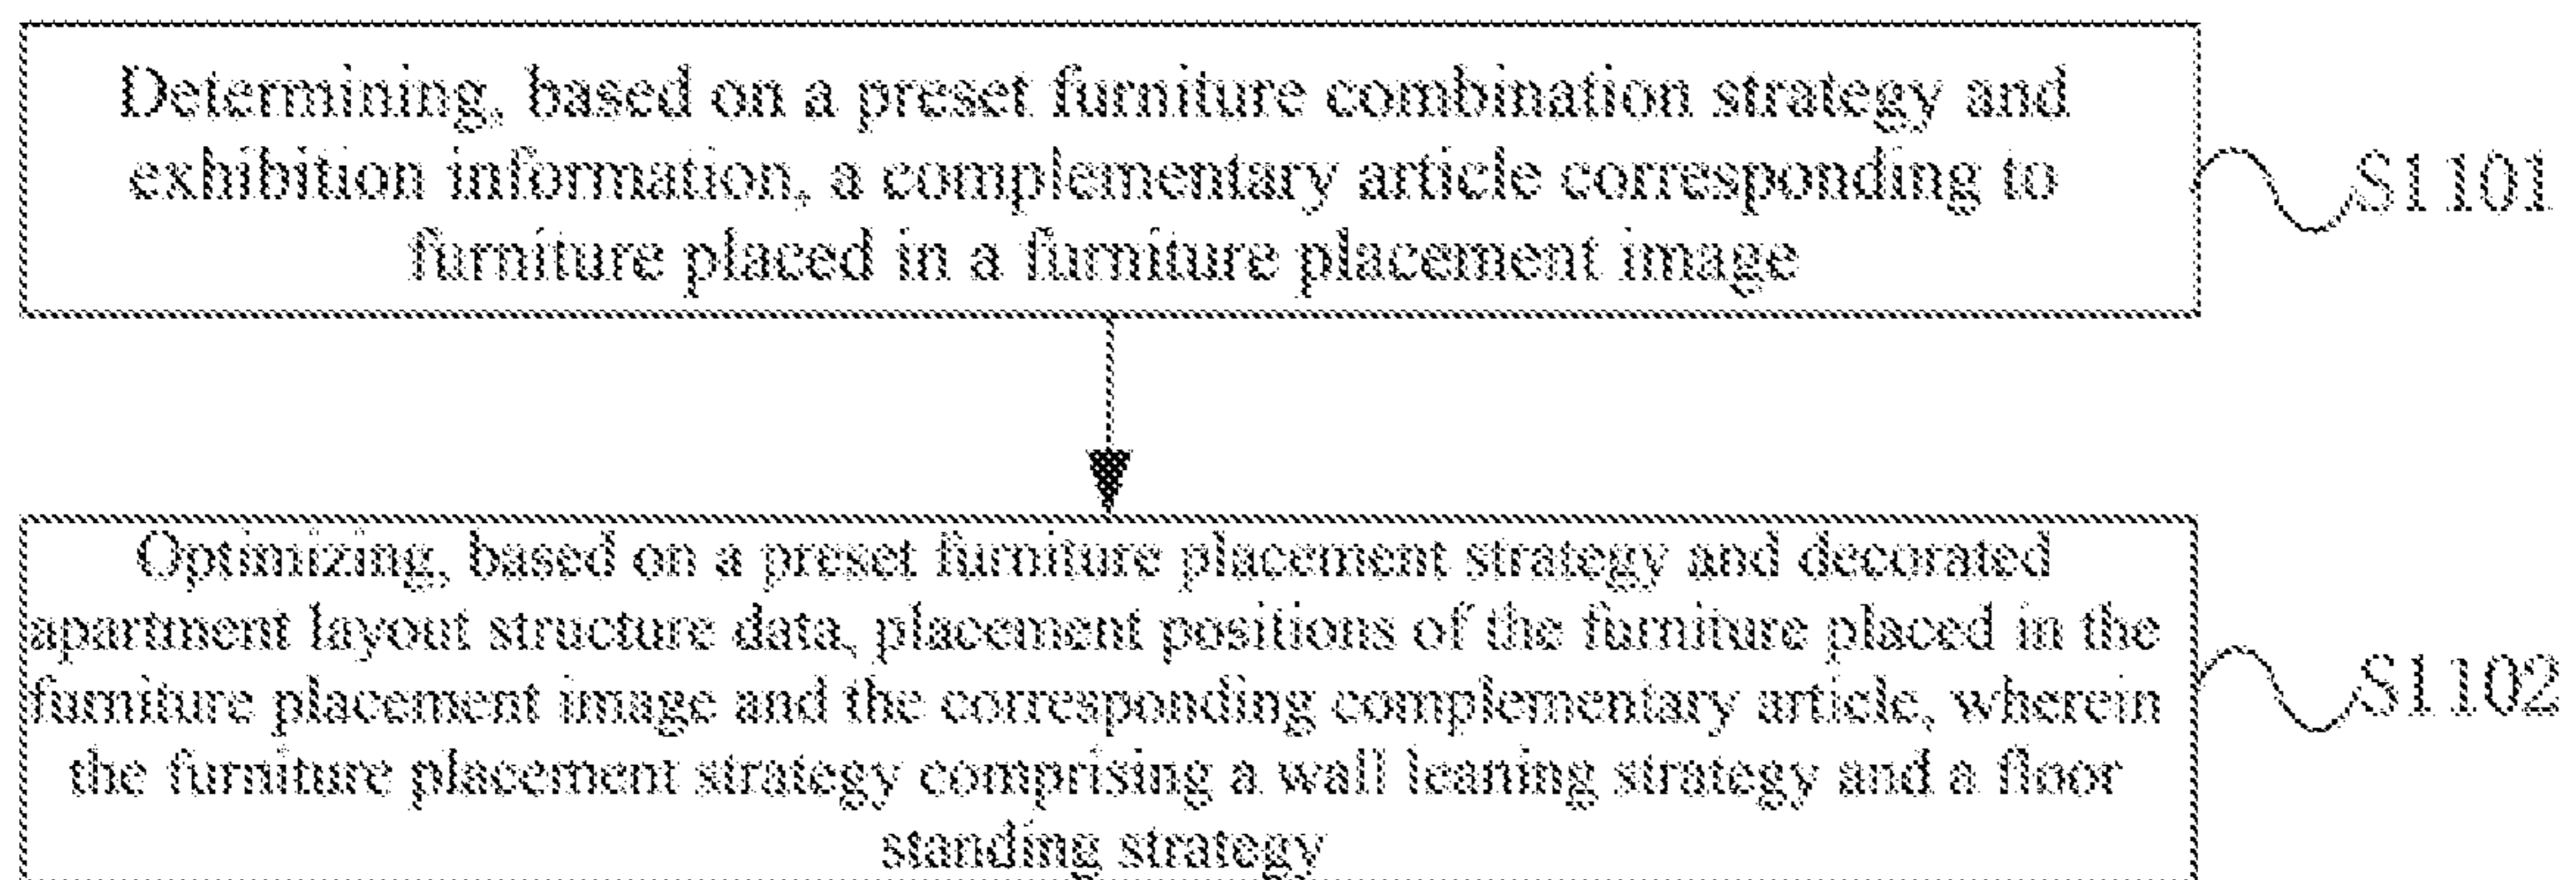 Determining, based on a preset furniture combination strategy and
exhibition information, a complementary article corresponding to
furniture placed in a furniture placement image
S1101
Optimizing, based on a preset furniture placement strategy and decorated
apartment layout structure data, placement positions of the furniture placed in the
furniture placement image and the corresponding complementary article, wherein
the furniture placement strategy comprising a wall leaning strategy and a floor
standing strategy
S1102